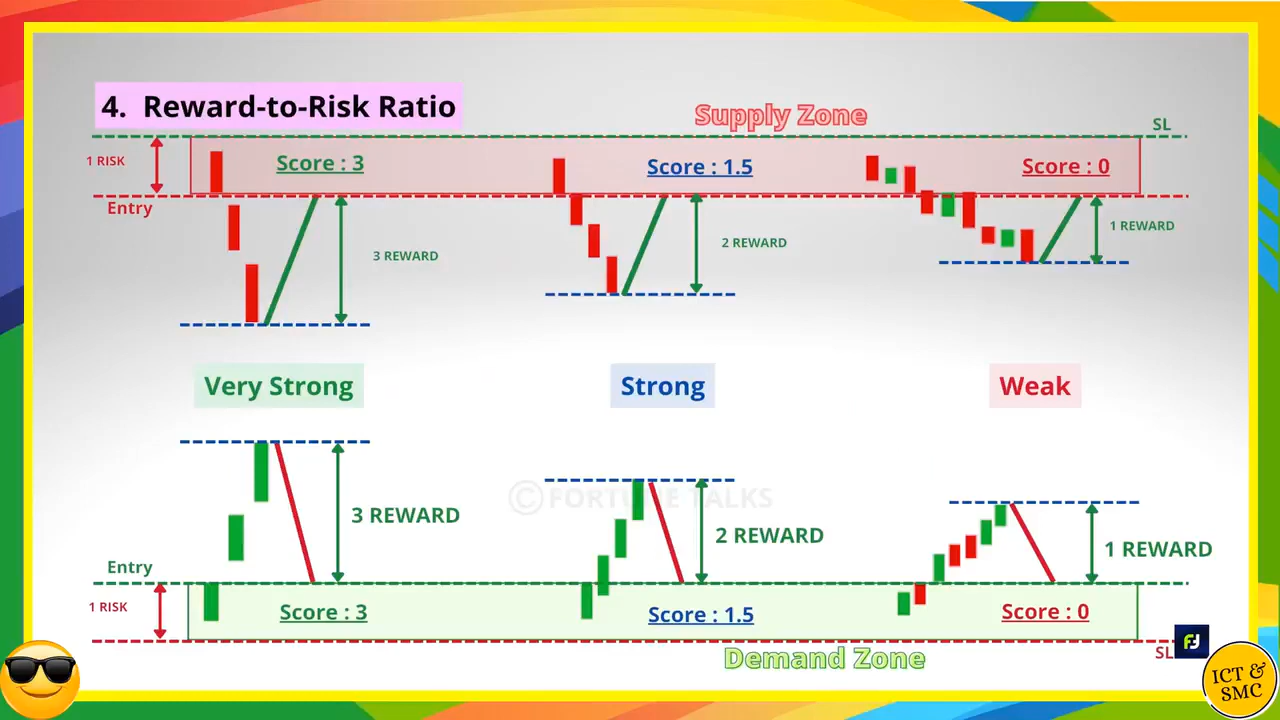 4. Reward-to-Risk Ratio
Supply Zone
SL
1 RISK
Score : 3
Score : 1.5
Score : 0
Entry
3 REWARD
2 REWARD
1 REWARD
Very Strong
Strong
Weak
© FORTUNE TALKS
3 REWARD
2 REWARD
1 REWARD
Entry
1 RISK
Score : 3
Score : 1.5
Score : 0
SL
Demand Zone
ICT &
SMC